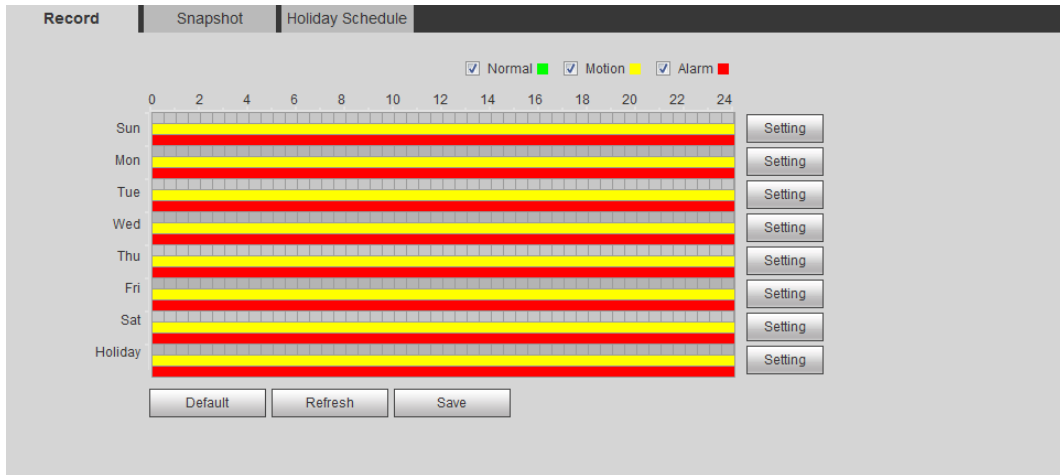 Record Snapshot Holiday Schedule
Normal Motion Alarm
0 2 4 6 8 10 12 14 16 18 20 22 24
Sun Setting
Mon Setting
Tue Setting
Wed Setting
Thu Setting
Fri Setting
Sat Setting
Holiday Setting
Default Refresh Save